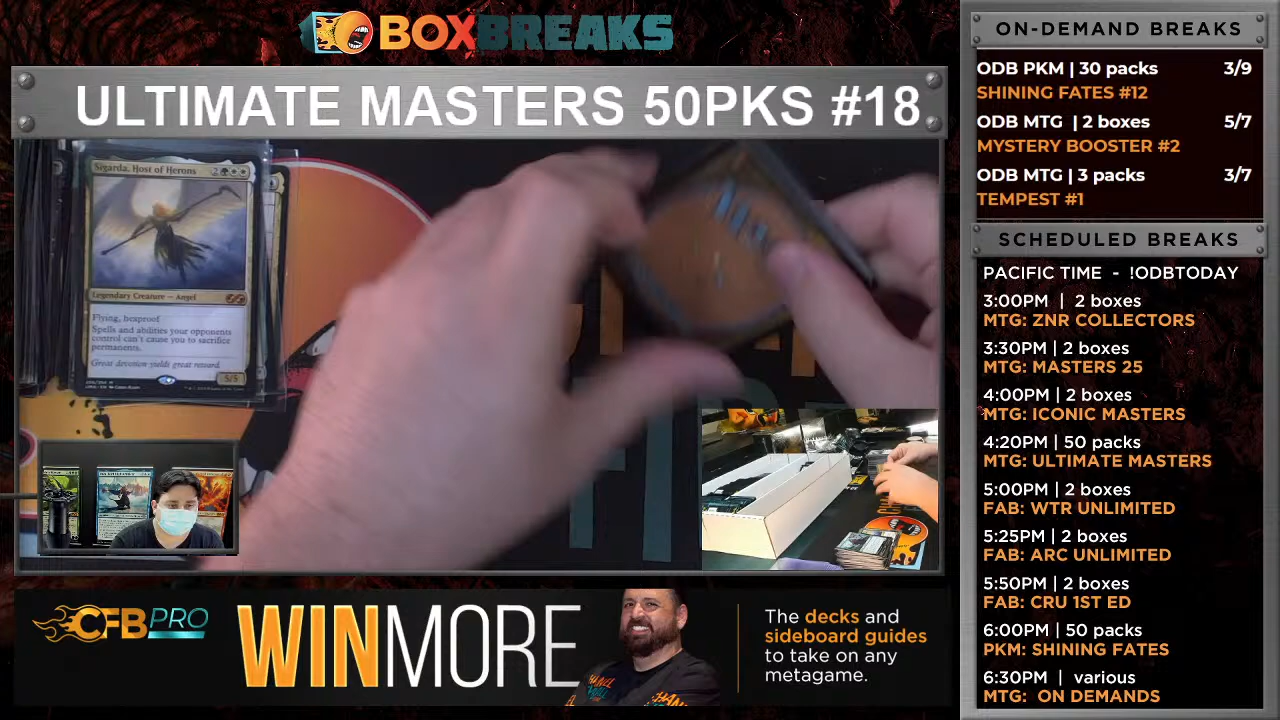 BOXBREAKS
ULTIMATE MASTERS 50PKS #18
Sigarda, Host of Herons
Legendary Creature — Angel
Flying, hexproof
Spells and abilities your opponents
control can't cause you to sacrifice
permanents.
Great devotion yields great reward.
5/5
CFBPRO
WINMORE
The decks and
sideboard guides
to take on any
metagame.
ON-DEMAND BREAKS
ODB PKM | 30 packs 3/9
SHINING FATES #12
ODB MTG | 2 boxes 5/7
MYSTERY BOOSTER #2
ODB MTG | 3 packs 3/7
TEMPEST #1
SCHEDULED BREAKS
PACIFIC TIME - !ODBTODAY
3:00PM | 2 boxes
MTG: ZNR COLLECTORS
3:30PM | 2 boxes
MTG: MASTERS 25
4:00PM | 2 boxes
MTG: ICONIC MASTERS
4:20PM | 50 packs
MTG: ULTIMATE MASTERS
5:00PM | 2 boxes
FAB: WTR UNLIMITED
5:25PM | 2 boxes
FAB: ARC UNLIMITED
5:50PM | 2 boxes
FAB: CRU 1ST ED
6:00PM | 50 packs
PKM: SHINING FATES
6:30PM | various
MTG: ON DEMANDS